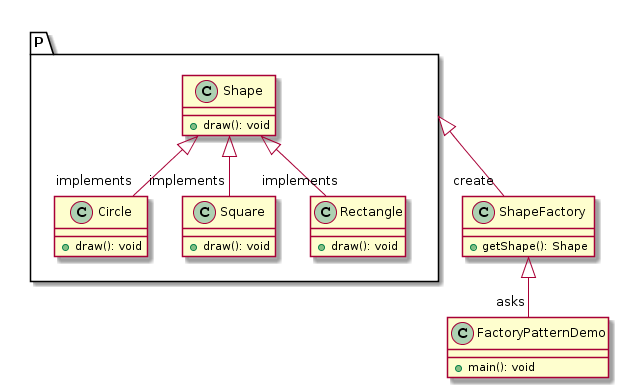 P
C Shape
draw(): void
implements
implements
implements
create
C Circle
draw(): void
C Square
draw(): void
C Rectangle
draw(): void
C ShapeFactory
getShape(): Shape
asks
C FactoryPatternDemo
main(): void